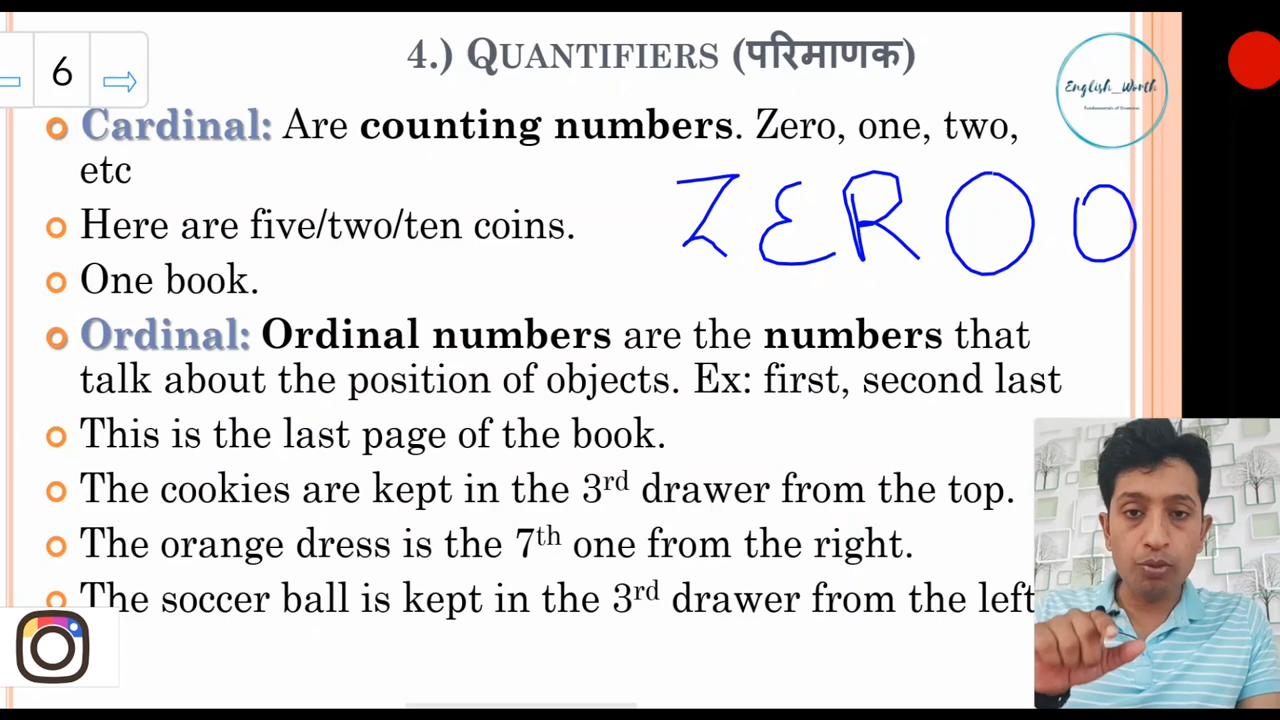 4.) QUANTIFIERS (परिमाणक)
6
English_Worth
Fundamentals of Grammar
Cardinal: Are counting numbers. Zero, one, two,
etc
ZERO O
Here are five/two/ten coins.
One book.
Ordinal: Ordinal numbers are the numbers that
talk about the position of objects. Ex: first, second last
This is the last page of the book.
The cookies are kept in the 3rd drawer from the top.
The orange dress is the 7th one from the right.
The soccer ball is kept in the 3rd drawer from the left